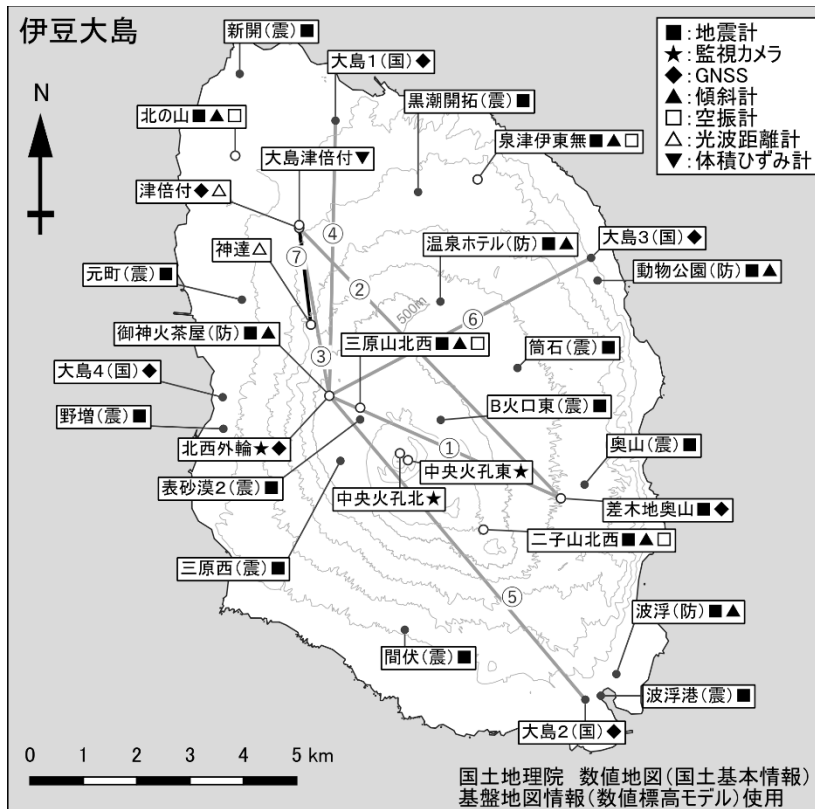 伊豆大島
新開(震)■
大島1(国)◆
■:地震計
★:監視カメラ
◆:GNSS
▲:傾斜計
□:空振計
△:光波距離計
▼:体積ひずみ計
N
北の山■▲□
黒潮開拓(震)■
大島津倍付▼
泉津伊東無■▲□
津倍付◆△
④
神達△
⑦
温泉ホテル(防)■▲
大島3(国)◆
動物公園(防)■▲
元町(震)■
②
500m
⑥
御神火茶屋(防)■▲
三原山北西■▲□
筒石(震)■
③
大島4(国)◆
野増(震)■
B火口東(震)■
北西外輪★◆
①
奥山(震)■
中央火孔東★
表砂漠2(震)■
中央火孔北★
差木地奥山■◆
二子山北西■▲□
三原西(震)■
⑤
波浮(防)■▲
間伏(震)■
波浮港(震)■
大島2(国)◆
0 1 2 3 4 5 km
国土地理院 数値地図(国土基本情報)
基盤地図情報(数値標高モデル)使用